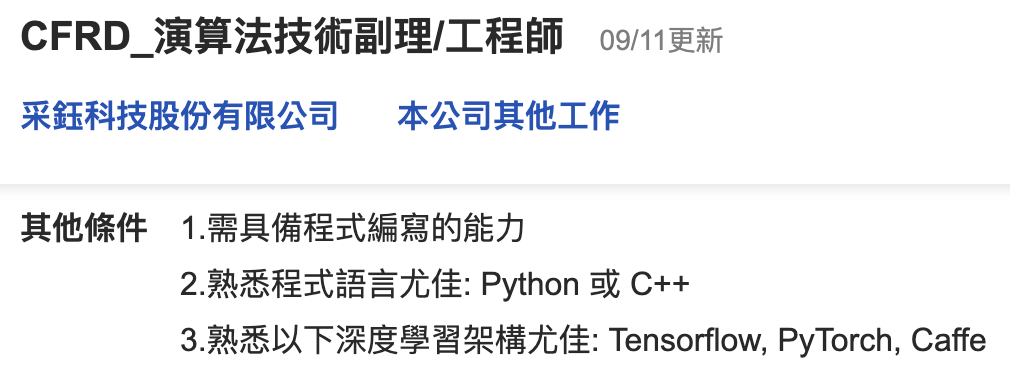 CFRD_演算法技術副理/工程師 09/11更新
采鈺科技股份有限公司 本公司其他工作
其他條件 1.需具備程式編寫的能力
2.熟悉程式語言尤佳: Python 或 C++
3.熟悉以下深度學習架構尤佳: Tensorflow, PyTorch, Caffe